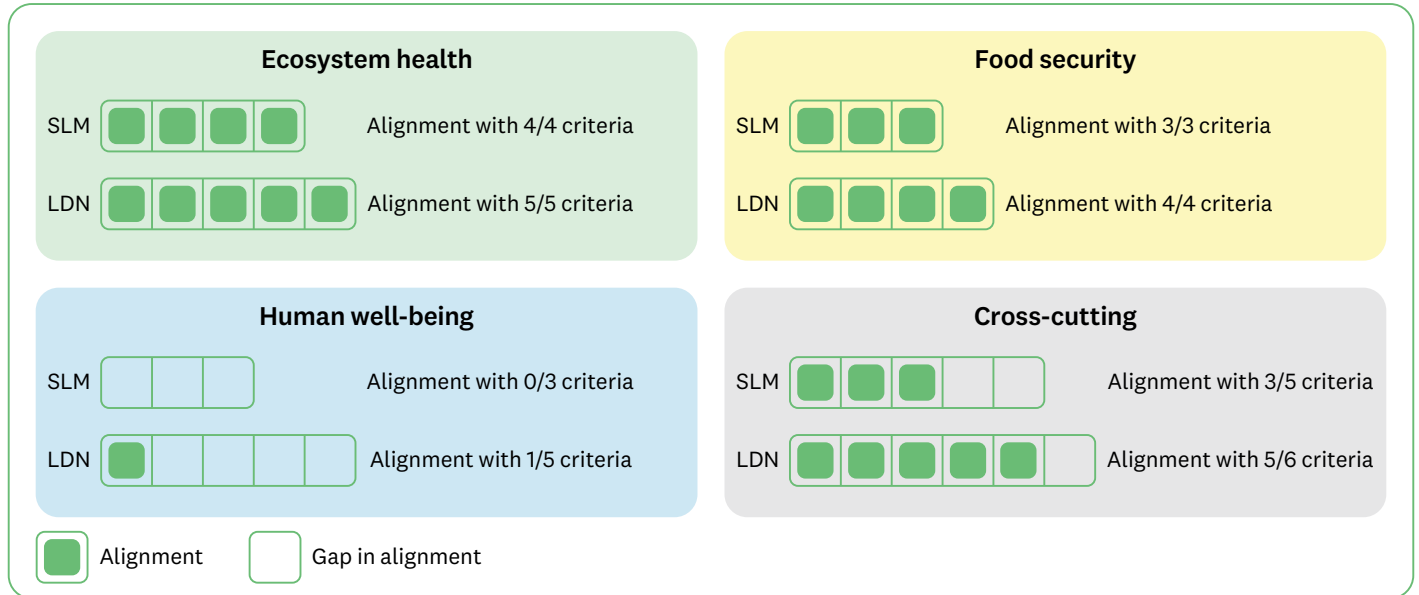 Ecosystem health
SLM Alignment with 4/4 criteria
LDN Alignment with 5/5 criteria
Food security
SLM Alignment with 3/3 criteria
LDN Alignment with 4/4 criteria
Human well-being
SLM Alignment with 0/3 criteria
LDN Alignment with 1/5 criteria
Cross-cutting
SLM Alignment with 3/5 criteria
LDN Alignment with 5/6 criteria
Alignment Gap in alignment